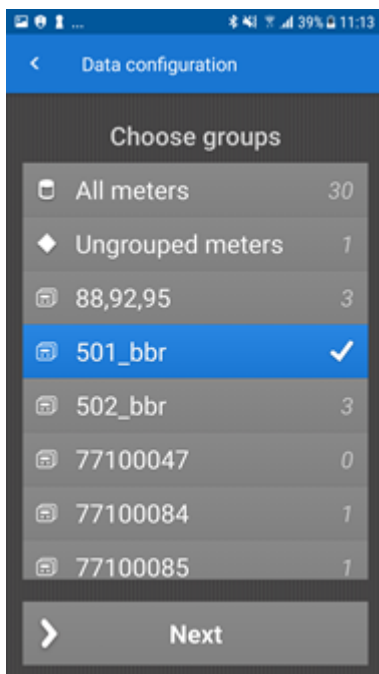 ... 39% 11:13
Data configuration
Choose groups
All meters 30
Ungrouped meters 1
88,92,95 3
501_bbr
502_bbr 3
77100047 0
77100084 1
77100085 1
Next